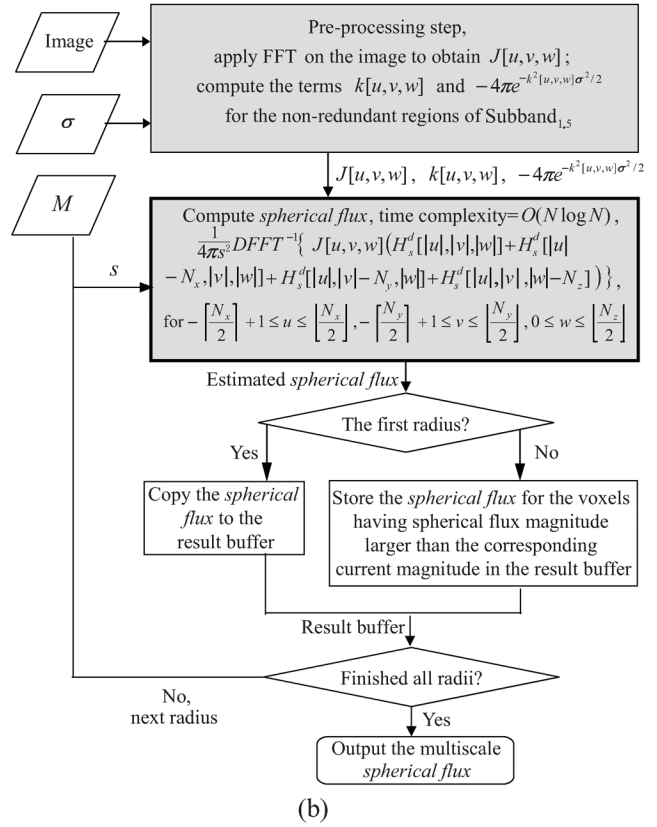 Image
Pre-processing step,
apply FFT on the image to obtain J[u,v,w];
compute the terms k[u,v,w] and −4πe^{−k²[u,v,w]σ²/2}
for the non-redundant regions of Subband_{1.5}
σ
J[u,v,w], k[u,v,w], −4πe^{−k²[u,v,w]σ²/2}
M
Compute spherical flux, time complexity=O(N log N),
\frac{1}{4πs²}DFFT^{−1}{ J[u,v,w](H_s^d[|u|,|v|,|w|]+H_s^d[|u|
−N_x,|v|,|w|]+H_s^d[|u|,|v|−N_y,|w|]+H_s^d[|u|,|v|,|w|−N_z])},
for −⌈\frac{N_x}{2}⌉+1≤u≤⌊\frac{N_x}{2}⌋,−⌈\frac{N_y}{2}⌉+1≤v≤⌊\frac{N_y}{2}⌋,0≤w≤⌊\frac{N_z}{2}⌋
s
Estimated spherical flux
The first radius?
Yes
No
Copy the spherical
flux to the
result buffer
Store the spherical flux for the voxels
having spherical flux magnitude
larger than the corresponding
current magnitude in the result buffer
Result buffer
Finished all radii?
No,
next radius
Yes
Output the multiscale
spherical flux
(b)